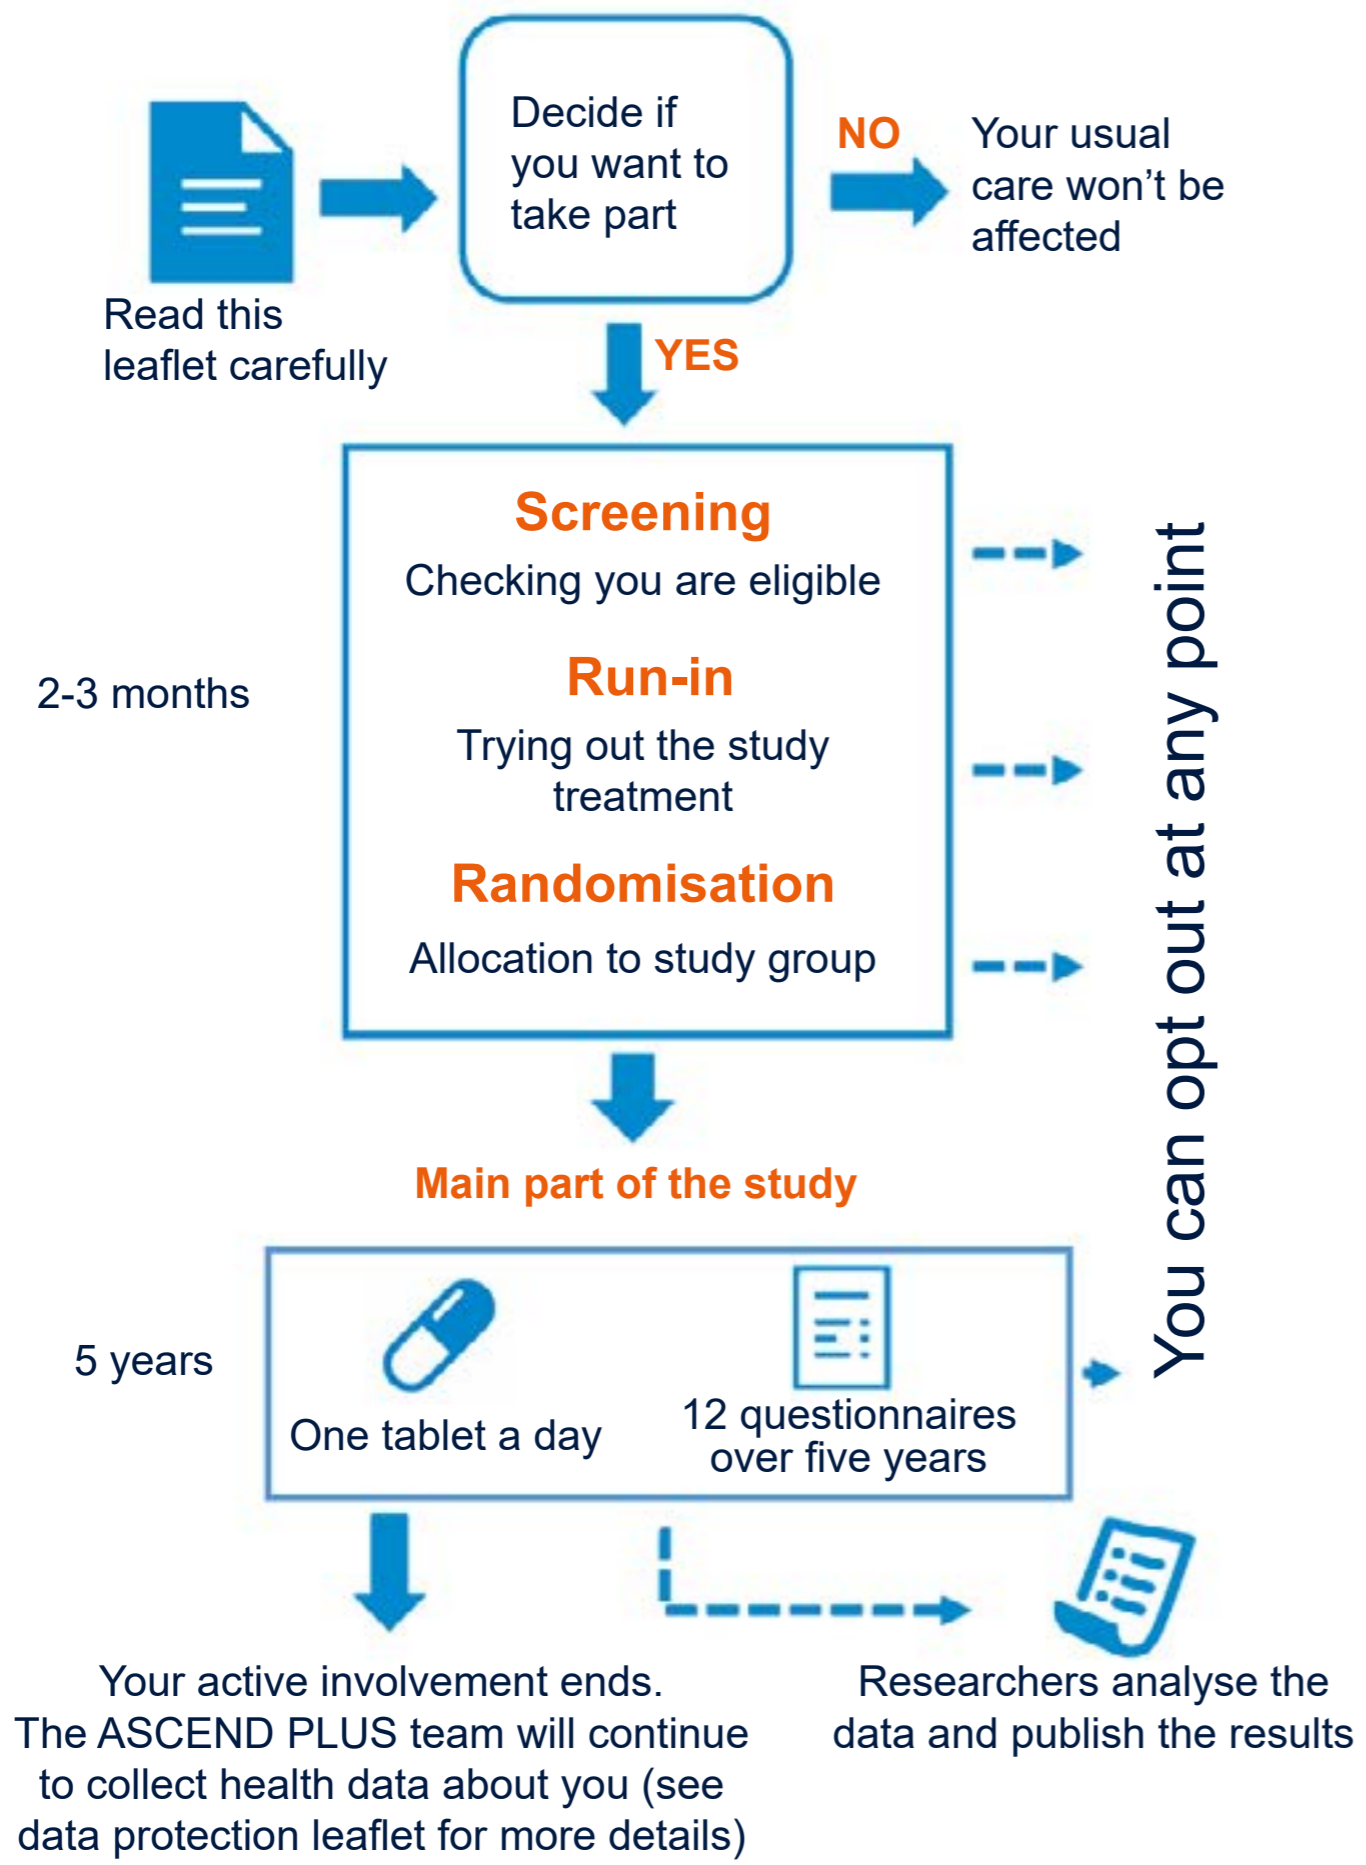 Read this
leaflet carefully
Decide if
you want to
take part
NO
Your usual
care won’t be
affected
YES
2-3 months
Screening
Checking you are eligible
Run-in
Trying out the study
treatment
Randomisation
Allocation to study group
You can opt out at any point
Main part of the study
5 years
One tablet a day
12 questionnaires
over five years
Your active involvement ends.
The ASCEND PLUS team will continue
to collect health data about you (see
data protection leaflet for more details)
Researchers analyse the
data and publish the results